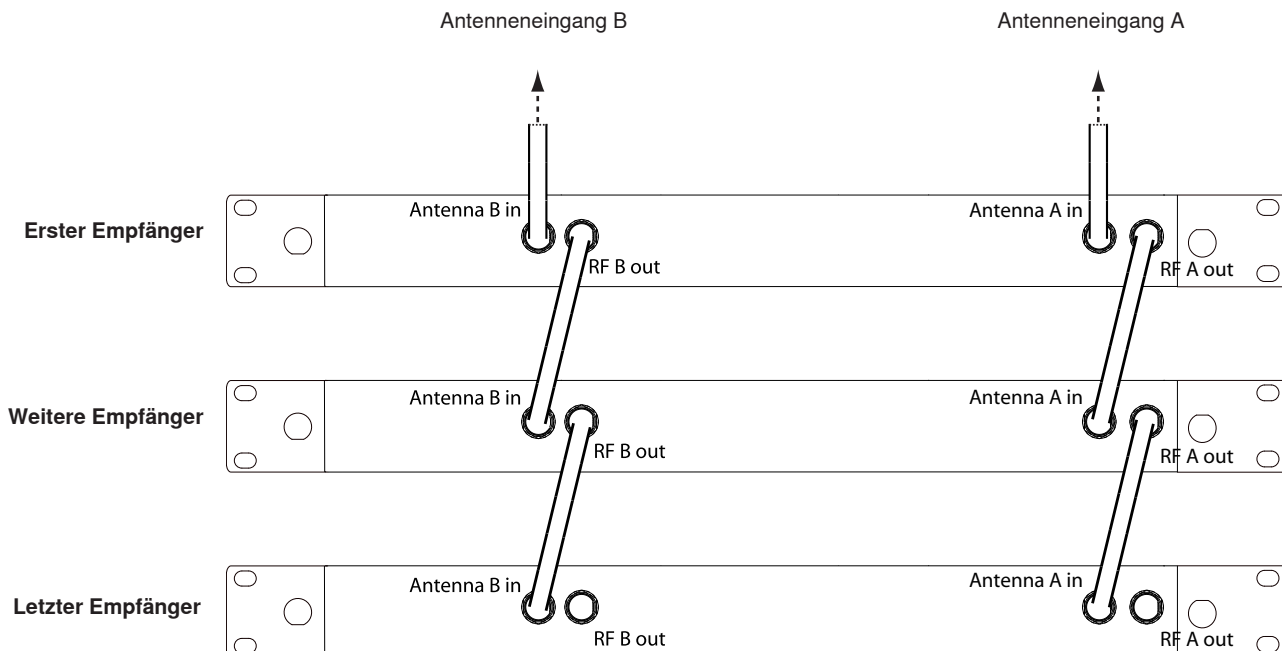 Antenneneingang B
Antenneneingang A
Erster Empfänger
Antenna B in
RF B out
Antenna A in
RF A out
Weitere Empfänger
Antenna B in
RF B out
Antenna A in
RF A out
Letzter Empfänger
Antenna B in
RF B out
Antenna A in
RF A out